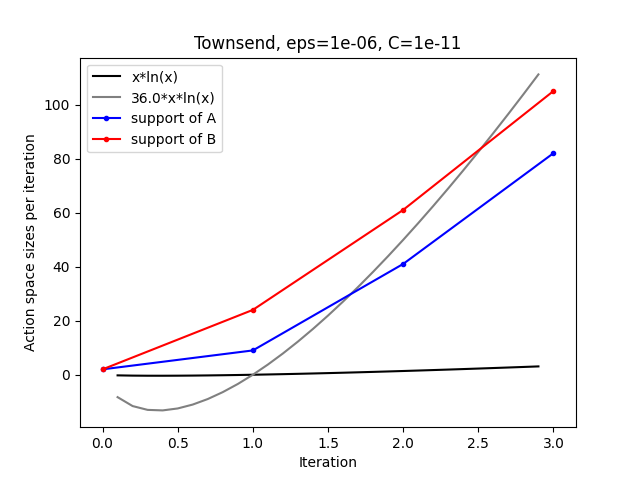 Townsend, eps=1e-06, C=1e-11
x*ln(x)
36.0*x*ln(x)
support of A
support of B
Action space sizes per iteration
100
80
60
40
20
0
0.0 0.5 1.0 1.5 2.0 2.5 3.0
Iteration